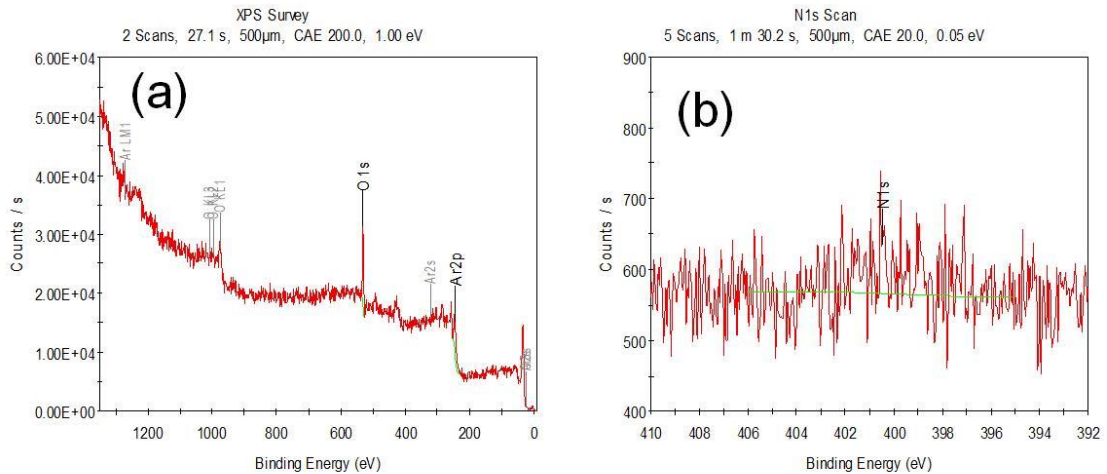 XPS Survey
2 Scans, 27.1 s, 500µm, CAE 200.0, 1.00 eV
(a)
6.00E+04
5.00E+04
4.00E+04
3.00E+04
2.00E+04
1.00E+04
0.00E+00
Counts / s
Ar LM1
O KL1
O 1s
Ar2s
Ar2p
1200 1000 800 600 400 200 0
Binding Energy (eV)
N1s Scan
5 Scans, 1 m 30.2 s, 500µm, CAE 20.0, 0.05 eV
(b)
900
800
700
600
500
400
Counts / s
N1s
410 408 406 404 402 400 398 396 394 392
Binding Energy (eV)